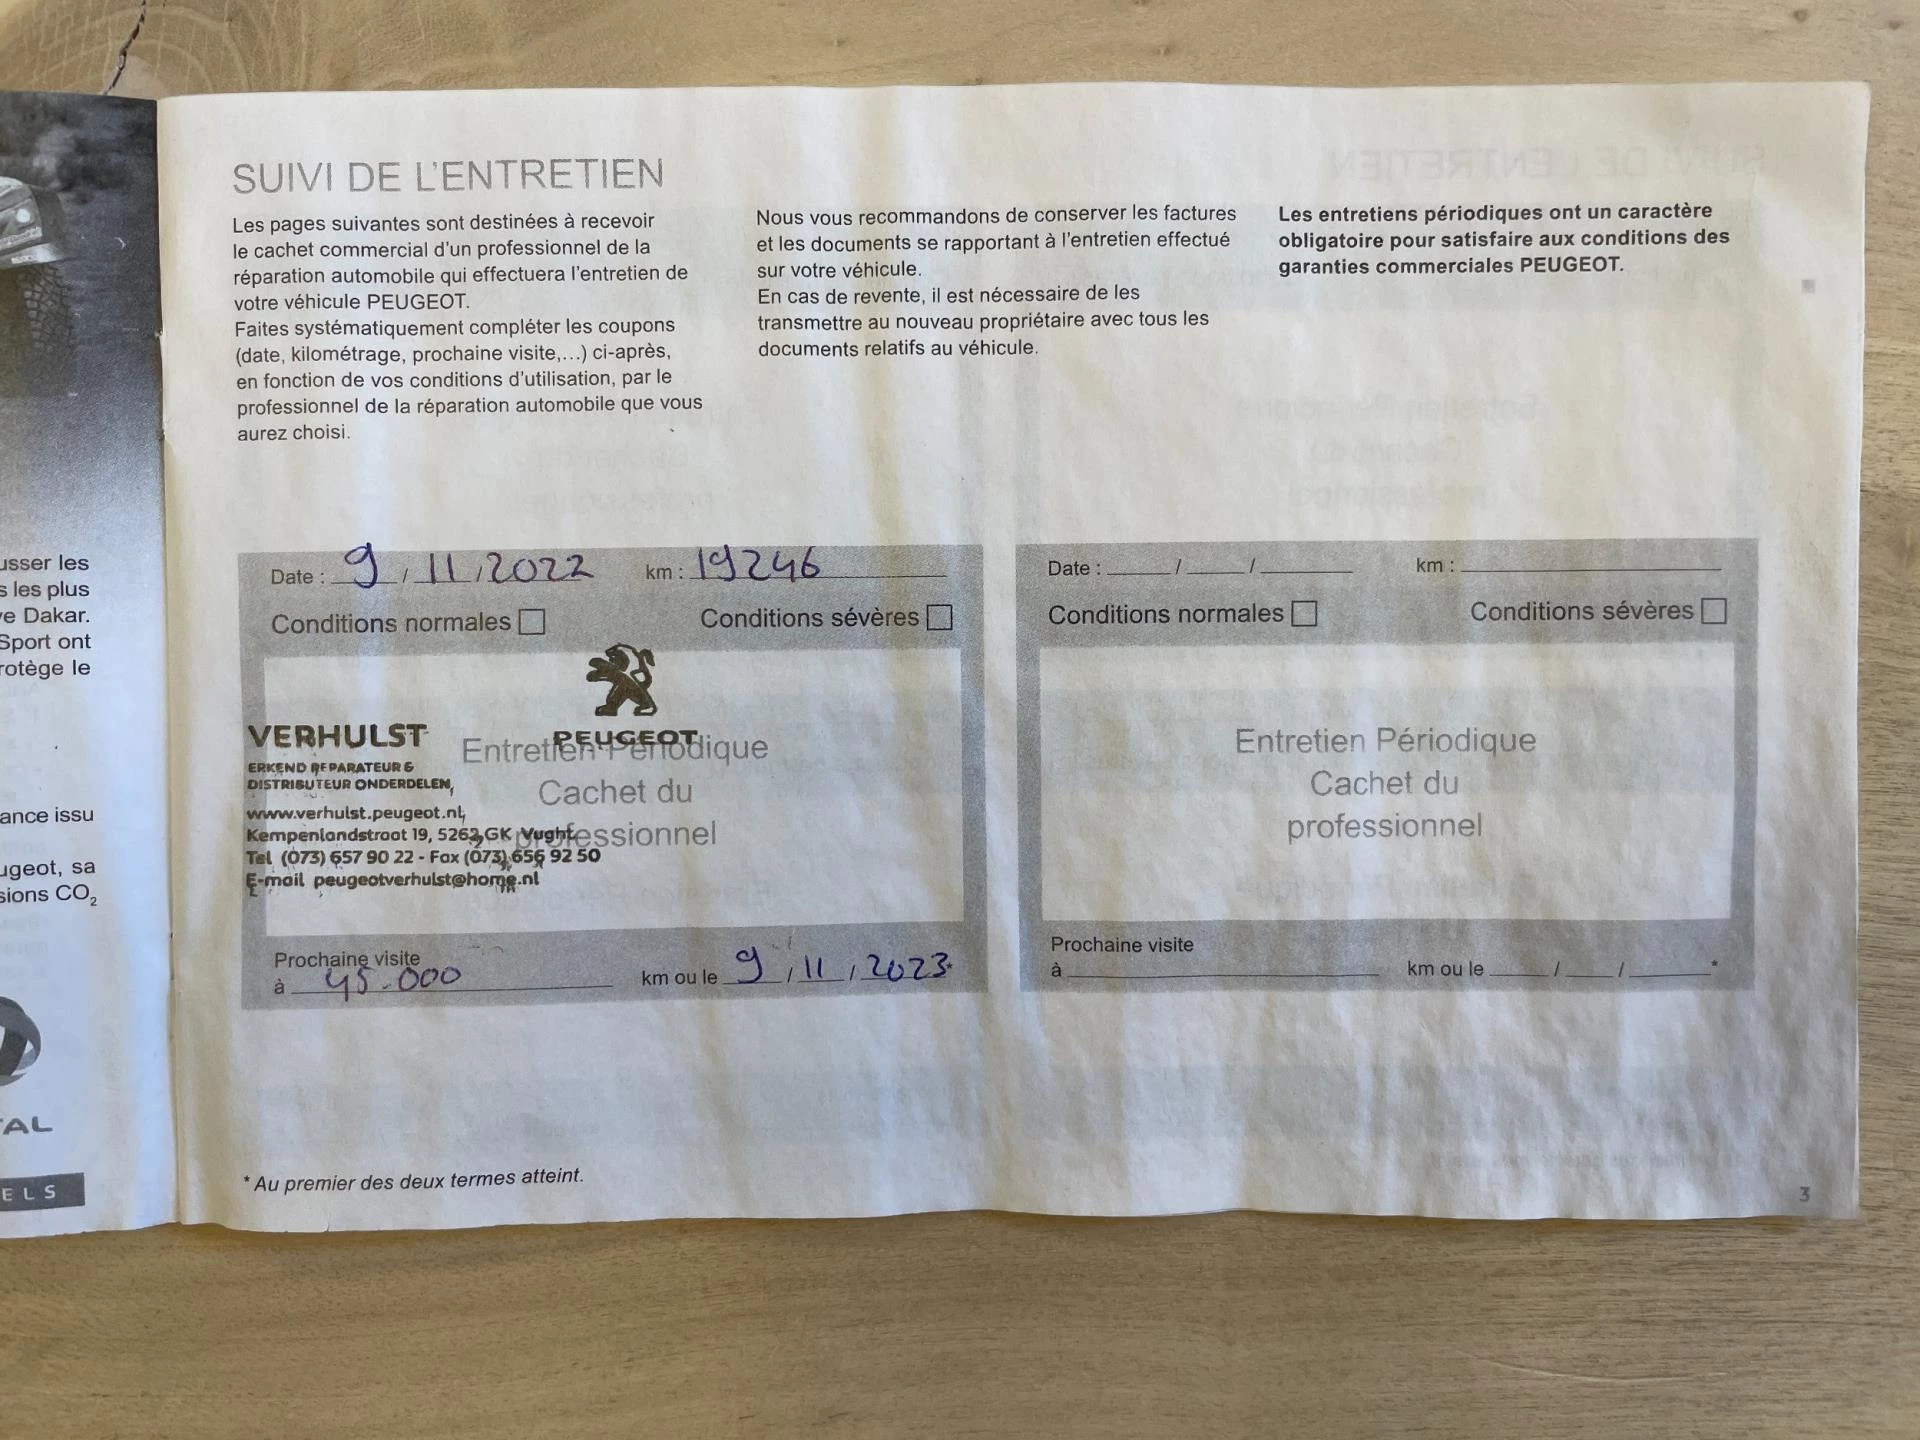 usser les
s les plus
ve Dakar.
Sport ont
rotège le
ance issu
ugeot, sa
sions CO2
TAL
ELS
SUIVI DE L'ENTRETIEN
Les pages suivantes sont destinées à recevoir
le cachet commercial d'un professionnel de la
réparation automobile qui effectuera l'entretien de
votre véhicule PEUGEOT.
Faites systématiquement compléter les coupons
(date, kilométrage, prochaine visite,...) ci-après,
en fonction de vos conditions d'utilisation, par le
professionnel de la réparation automobile que vous
aurez choisi.
Nous vous recommandons de conserver les factures
et les documents se rapportant à l'entretien effectué
sur votre véhicule.
En cas de revente, il est nécessaire de les
transmettre au nouveau propriétaire avec tous les
documents relatifs au véhicule.
Les entretiens périodiques ont un caractère
obligatoire pour satisfaire aux conditions des
garanties commerciales PEUGEOT.
Date : 9 / 11 / 2022 km : 19246
Conditions normales Conditions sévères
PEUGEOT
VERHULST
ERKEND REPARATEUR &
DISTRIBUTEUR ONDERDELEN
www.verhulst.peugeot.nl
Kempenlandstraat 19, 5262 GK Vught
Tel (073) 657 90 22 - Fax (073) 656 92 50
E-mail peugeotverhulst@home.nl
Entretien Périodique
Cachet du
professionnel
Prochaine visite
à 45.000 km ou le 9 / 11 / 2023*
Date : / / km :
Conditions normales Conditions sévères
Entretien Périodique
Cachet du
professionnel
Prochaine visite
à km ou le / / *
* Au premier des deux termes atteint.
3